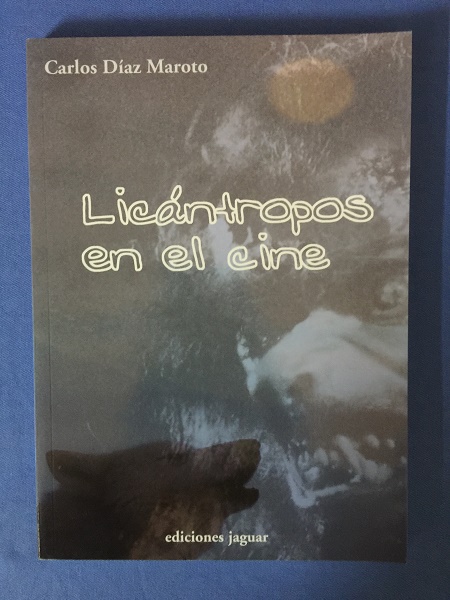 Carlos Díaz Maroto
Licántropos
en el cine
ediciones jaguar